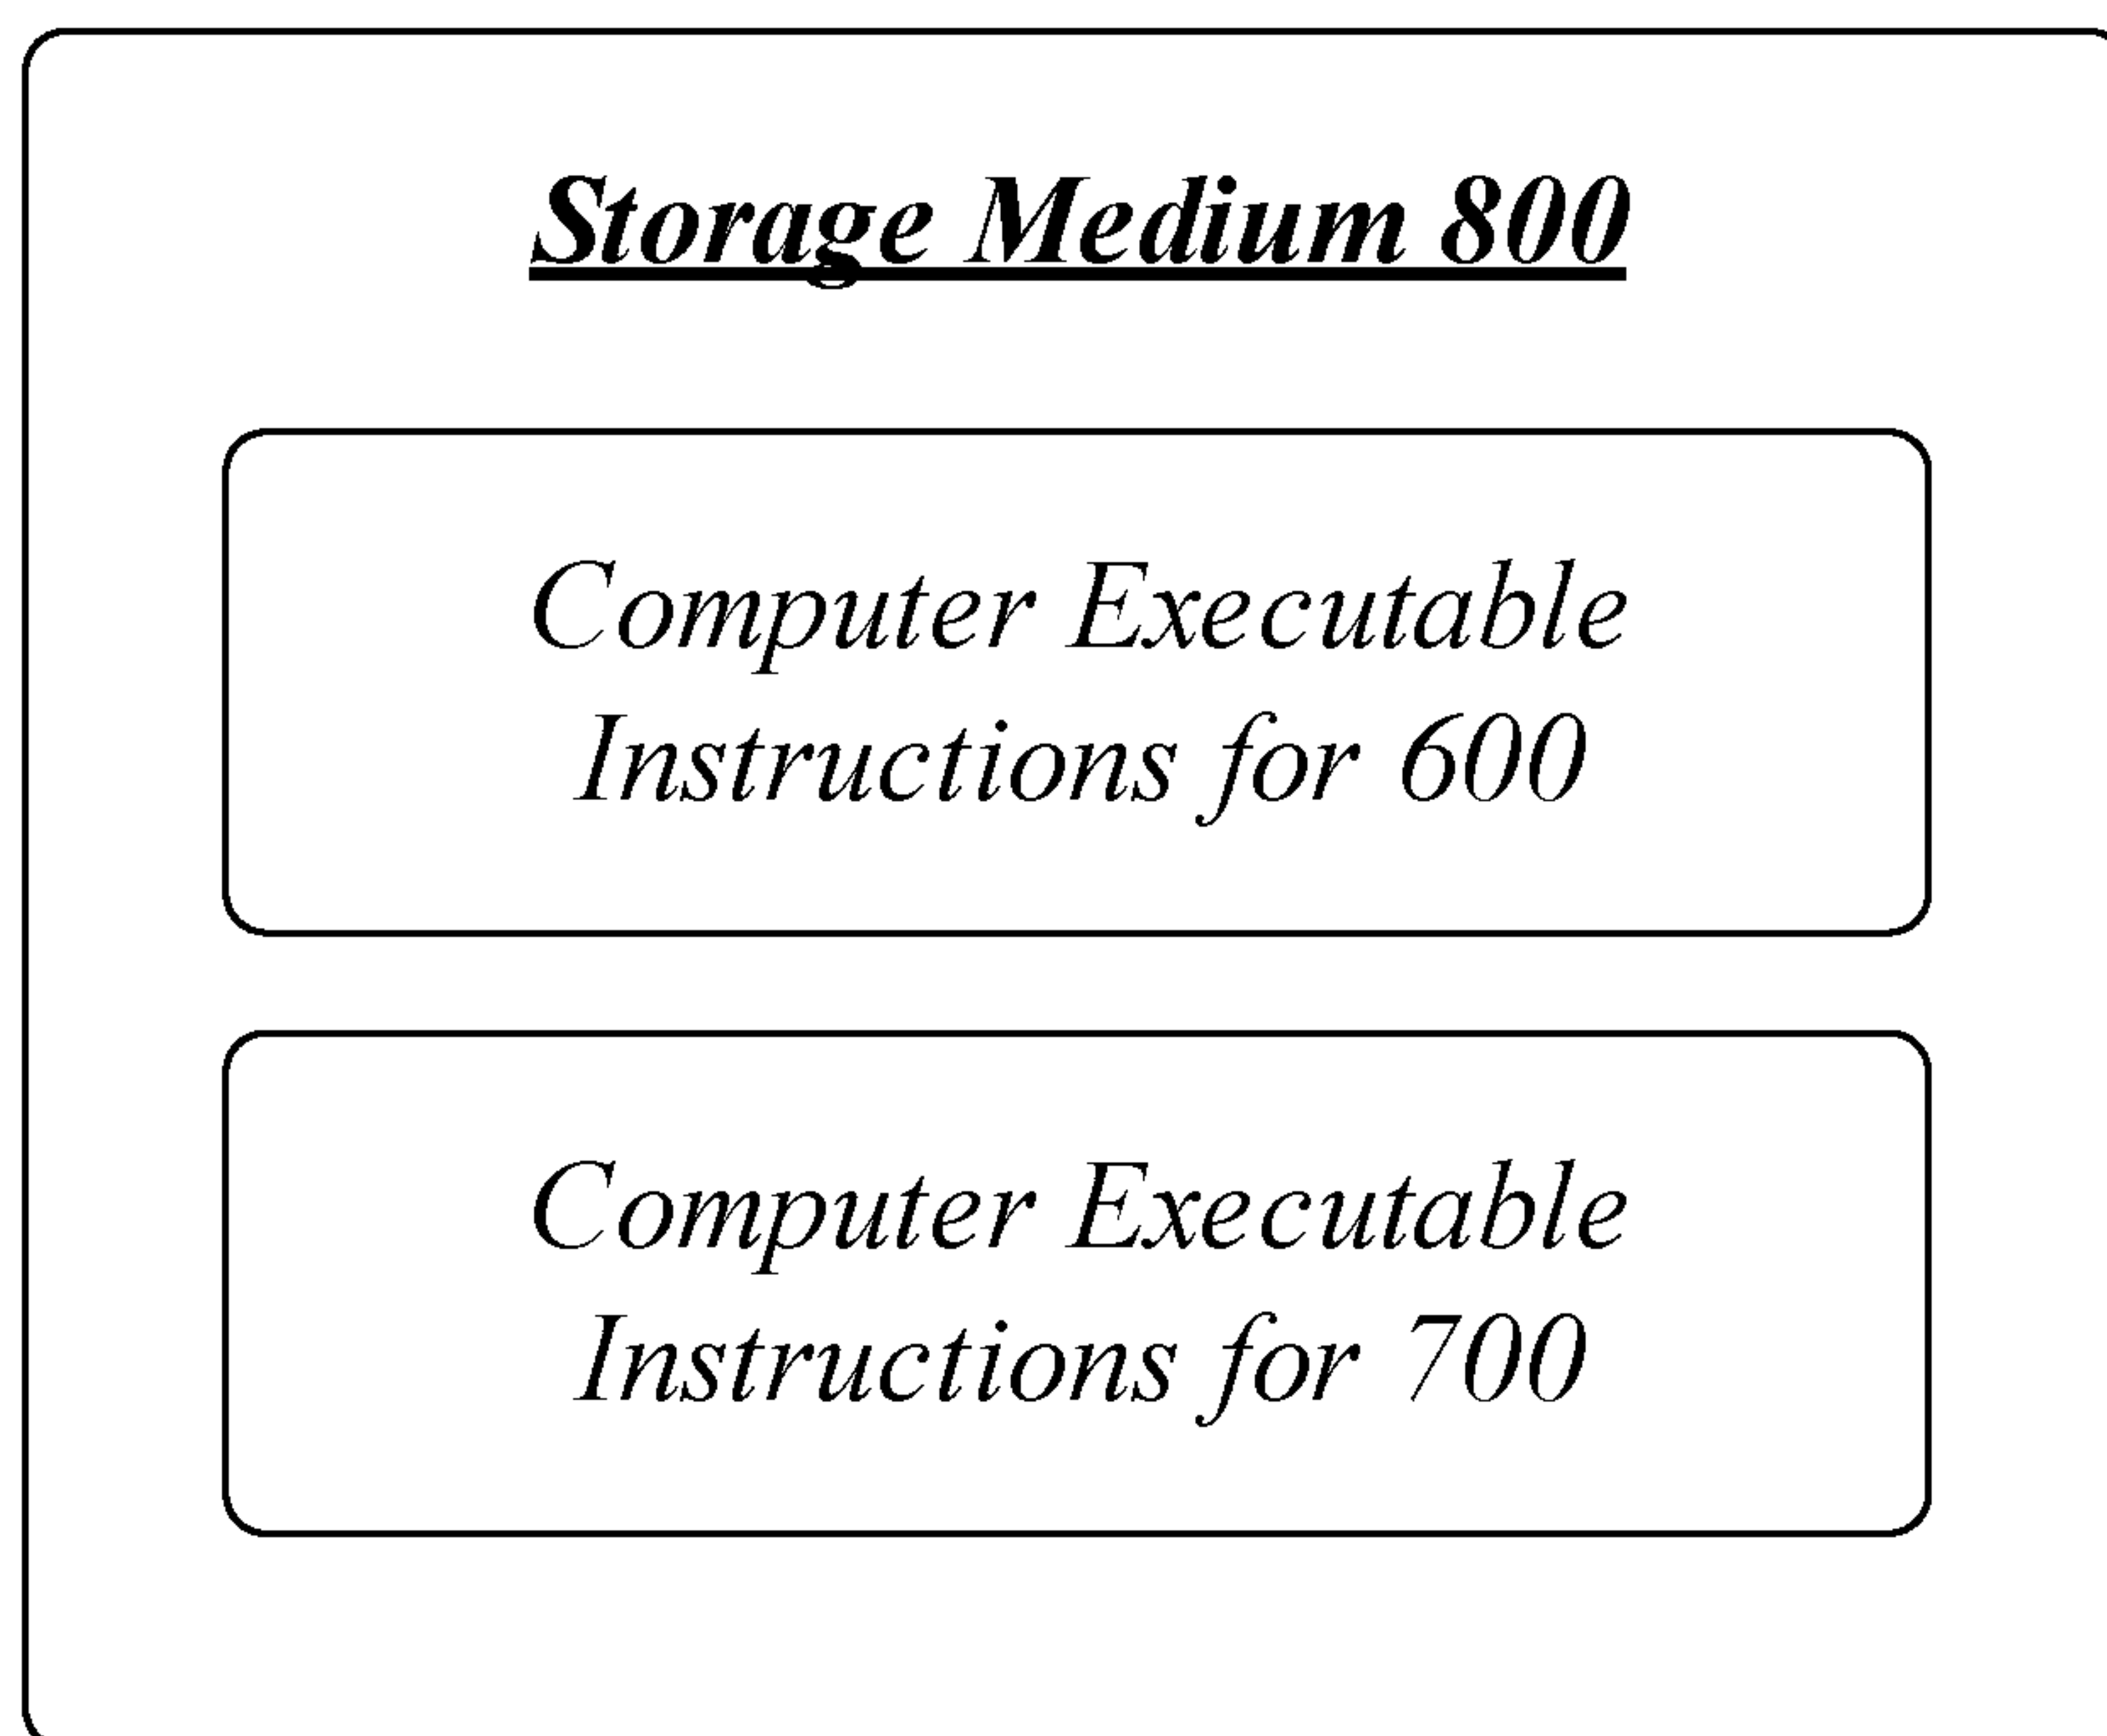 Storage Medium 800
Computer Executable
Instructions for 600
Computer Executable
Instructions for 700